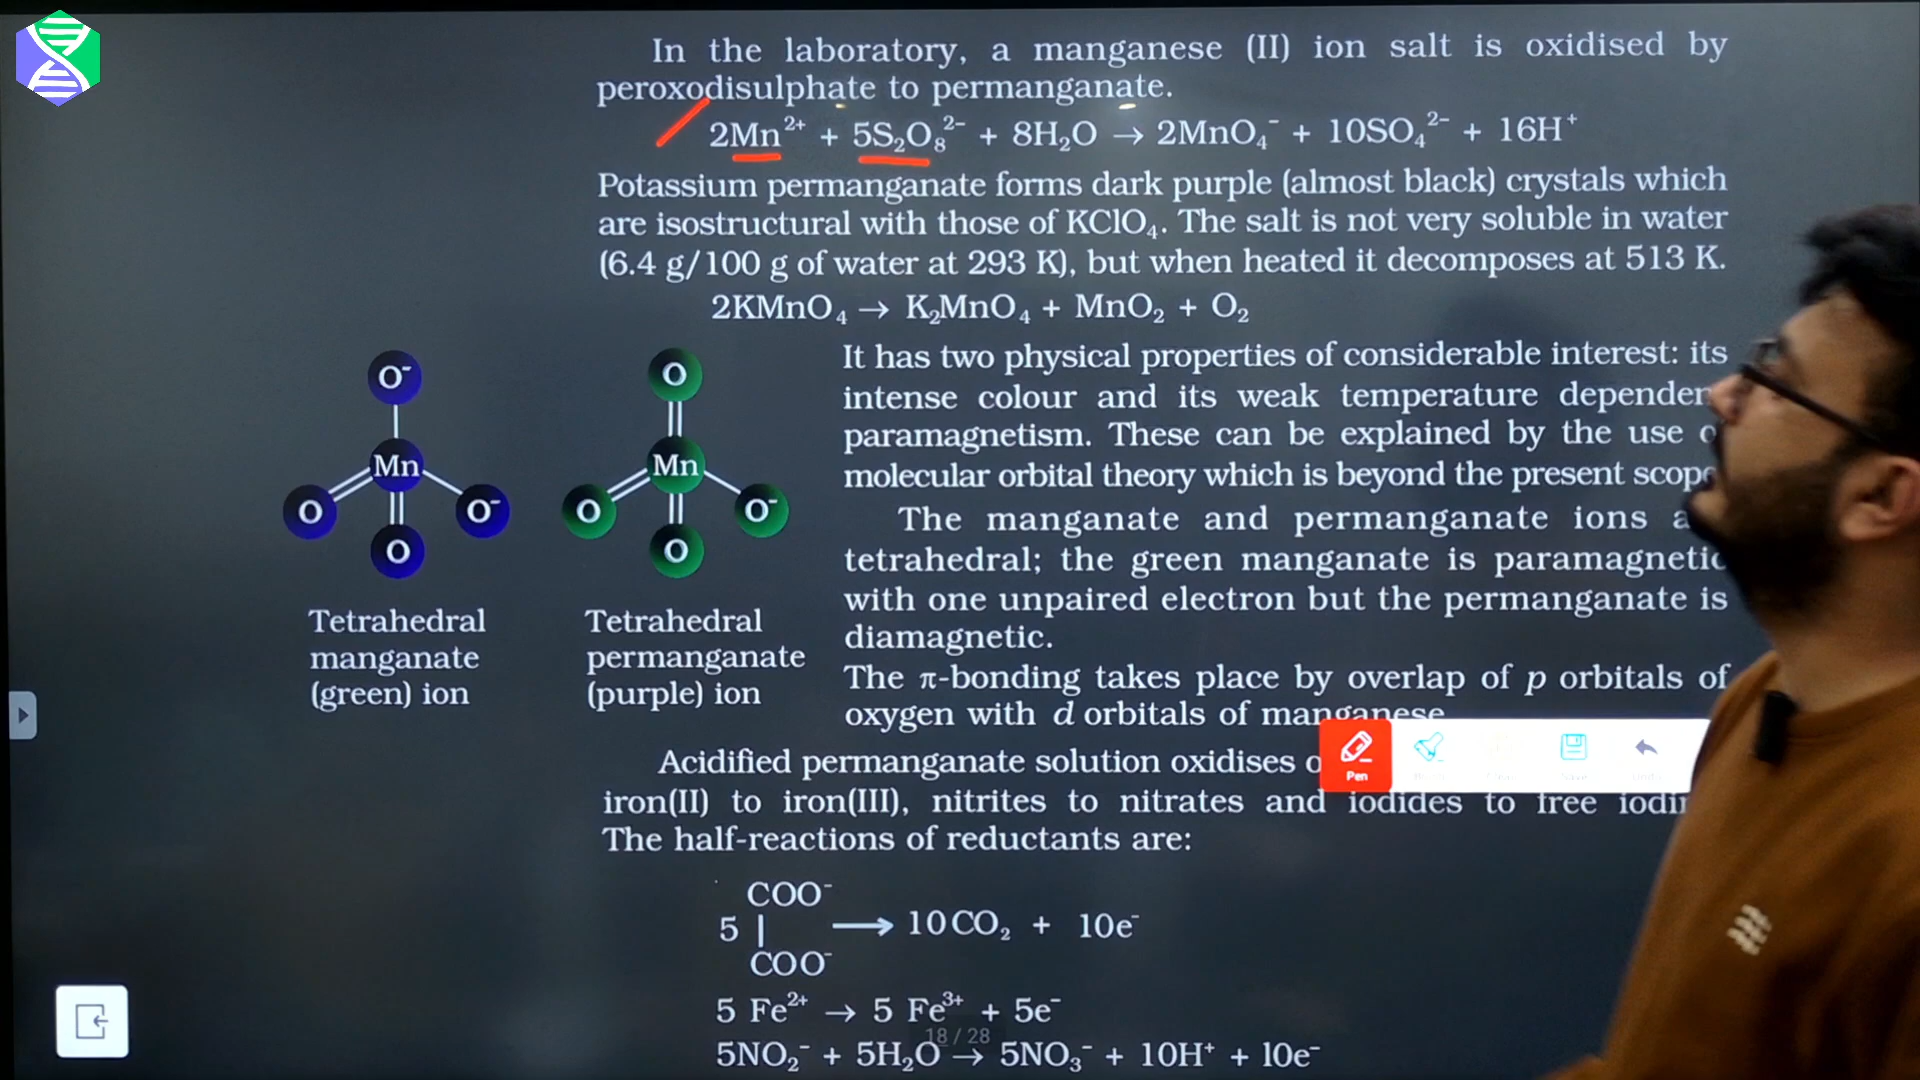 In the laboratory, a manganese (II) ion salt is oxidised by
peroxodisulphate to permanganate.
2Mn²⁺ + 5S₂O₈²⁻ + 8H₂O → 2MnO₄⁻ + 10SO₄²⁻ + 16H⁺
Potassium permanganate forms dark purple (almost black) crystals which
are isostructural with those of KClO₄. The salt is not very soluble in water
(6.4 g/100 g of water at 293 K), but when heated it decomposes at 513 K.
2KMnO₄ → K₂MnO₄ + MnO₂ + O₂
It has two physical properties of considerable interest: its
intense colour and its weak temperature dependen
paramagnetism. These can be explained by the use o
molecular orbital theory which is beyond the present scop
The manganate and permanganate ions a
tetrahedral; the green manganate is paramagnetic
with one unpaired electron but the permanganate is
diamagnetic.
The π-bonding takes place by overlap of p orbitals of
oxygen with d orbitals of manganese
O⁻
Mn
O
O⁻
O
Tetrahedral
manganate
(green) ion
O
Mn
O
O⁻
O
Tetrahedral
permanganate
(purple) ion
Acidified permanganate solution oxidises o
iron(II) to iron(III), nitrites to nitrates and iodides to free iodi
The half-reactions of reductants are:
COO⁻
5 | → 10CO₂ + 10e⁻
COO⁻
5 Fe²⁺ → 5 Fe³⁺ + 5e⁻
5NO₂⁻ + 5H₂O → 5NO₃⁻ + 10H⁺ + 10e⁻
18 / 28
Pen